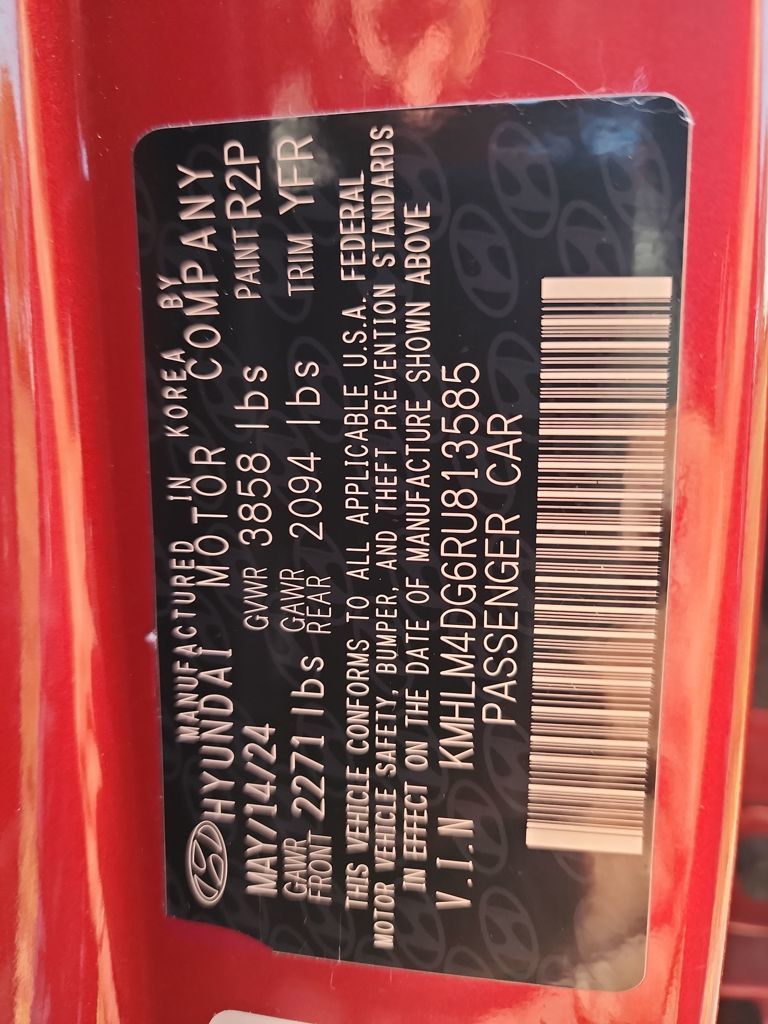 MANUFACTURED IN KOREA BY
HYUNDAI MOTOR COMPANY
MAY/14/24 GVWR 3858 lbs PAINT R2P
GAWR FRONT 2271 lbs GAWR REAR 2094 lbs TRIM YFR
THIS VEHICLE CONFORMS TO ALL APPLICABLE U.S.A. FEDERAL
MOTOR VEHICLE SAFETY, BUMPER, AND THEFT PREVENTION STANDARDS
IN EFFECT ON THE DATE OF MANUFACTURE SHOWN ABOVE
V.I.N KMHLM4DG6RU813585
PASSENGER CAR